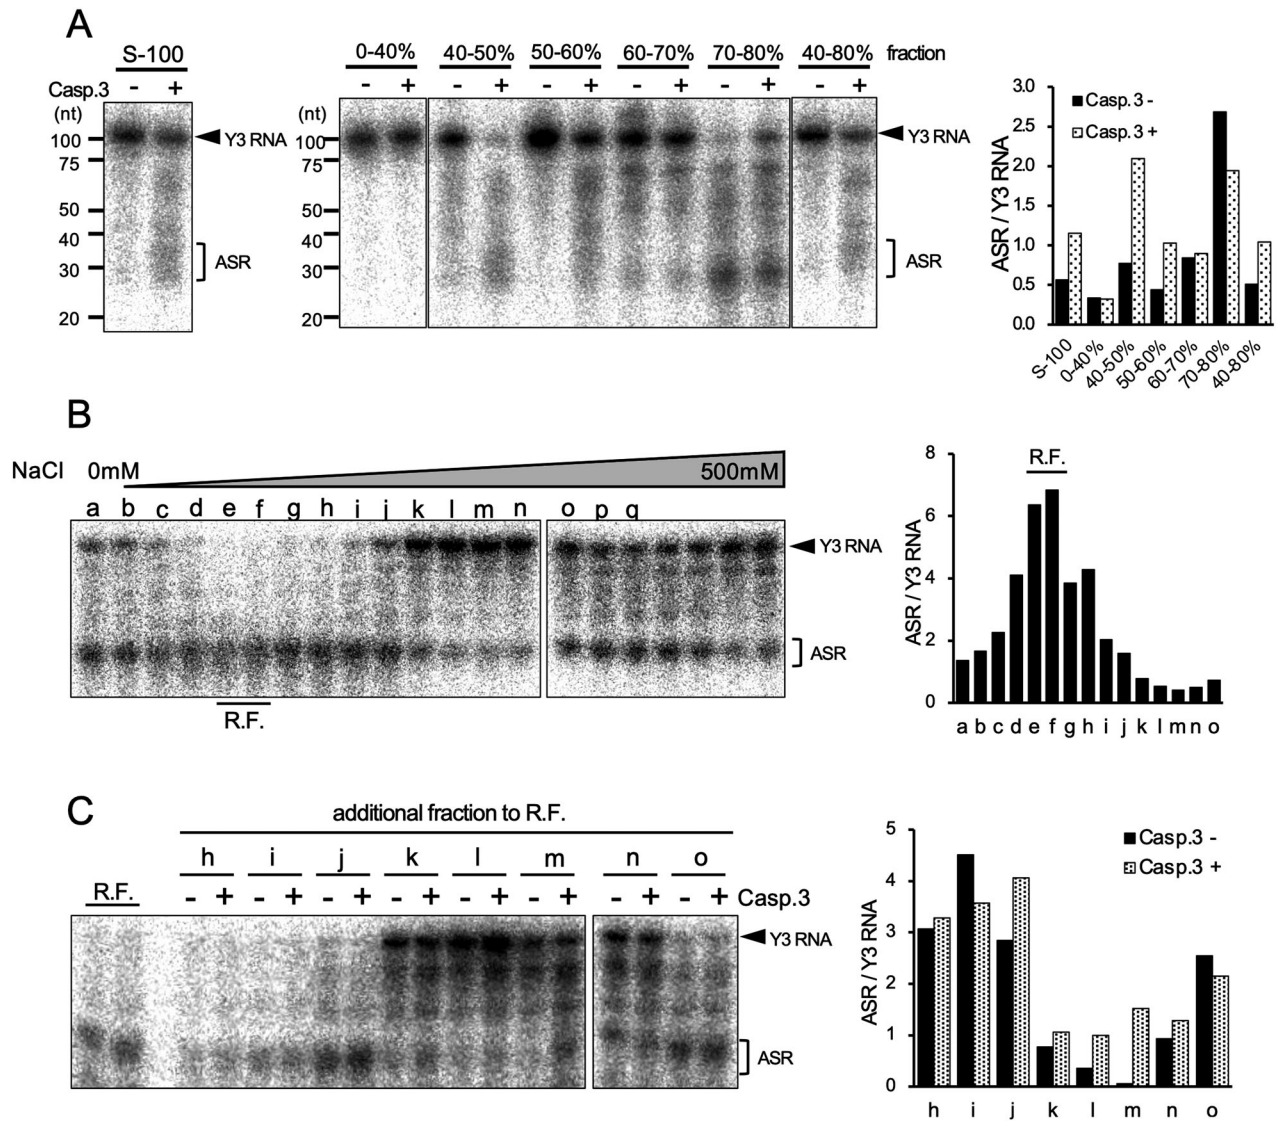 A
S-100
Casp.3 - +
(nt)
100
75
50
40
30
20
Y3 RNA
ASR
0-40% 40-50% 50-60% 60-70% 70-80% 40-80% fraction
- + - + - + - + - + - +
(nt)
100
75
50
40
30
20
Y3 RNA
ASR
ASR / Y3 RNA
3.0
2.5
2.0
1.5
1.0
0.5
0.0
Casp.3 -
Casp.3 +
S-100 0-40% 40-50% 50-60% 60-70% 70-80% 40-80%
B
NaCl 0mM 500mM
a b c d e f g h i j k l m n o p q
Y3 RNA
ASR
R.F.
ASR / Y3 RNA
8
6
4
2
0
R.F.
a b c d e f g h i j k l m n o
C
additional fraction to R.F.
h i j k l m n o
R.F. - + - + - + - + - + - + - + - + Casp.3
Y3 RNA
ASR
ASR / Y3 RNA
5
4
3
2
1
0
Casp.3 -
Casp.3 +
h i j k l m n o